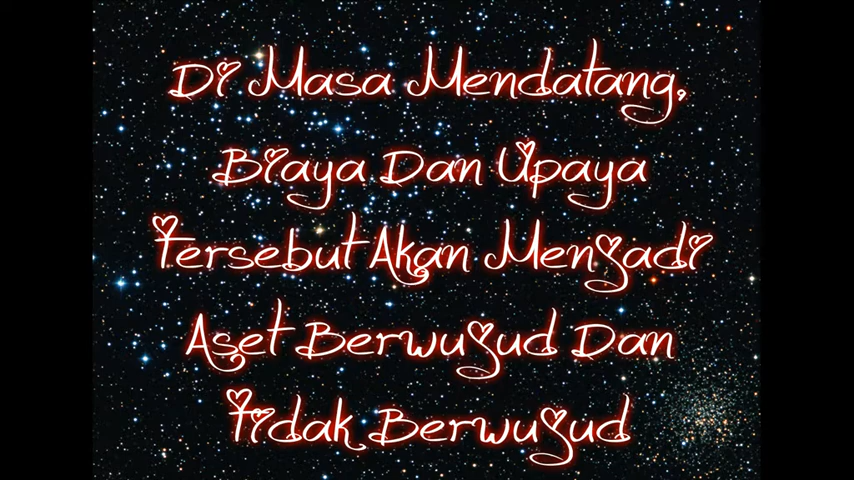 Di Masa Mendatang,
Biaya Dan Upaya
Tersebut Akan Menjadi
Aset Berwujud Dan
Tidak Berwujud